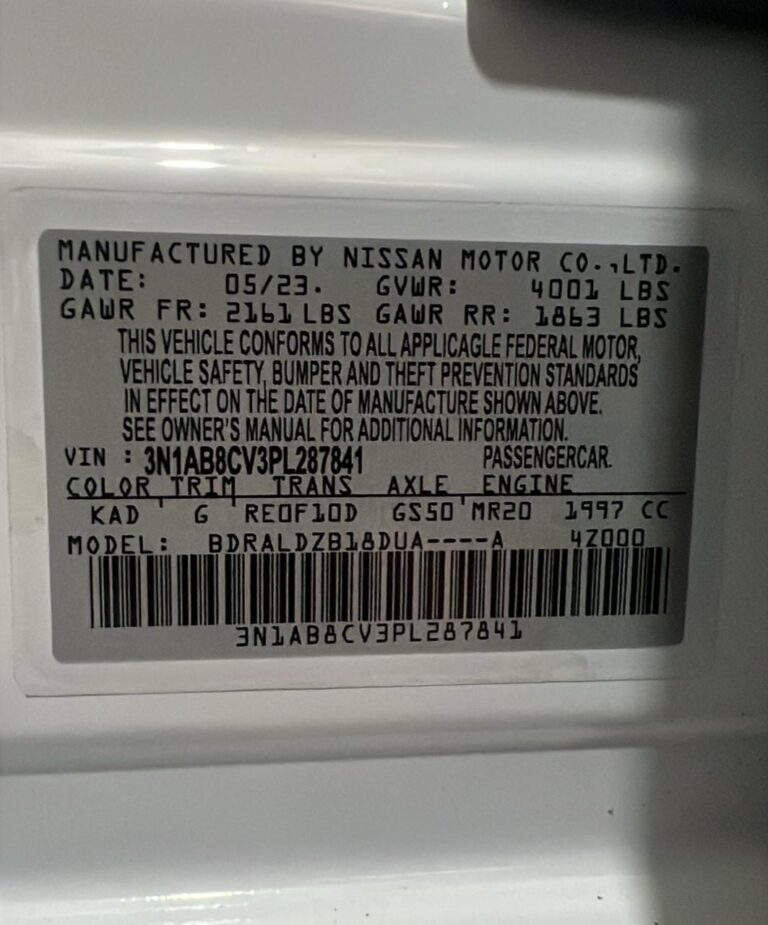 MANUFACTURED BY NISSAN MOTOR CO.,LTD.
DATE: 05/23. GVWR: 4001 LBS
GAWR FR: 2161 LBS GAWR RR: 1863 LBS
THIS VEHICLE CONFORMS TO ALL APPLICAGLE FEDERAL MOTOR,
VEHICLE SAFETY, BUMPER AND THEFT PREVENTION STANDARDS
IN EFFECT ON THE DATE OF MANUFACTURE SHOWN ABOVE.
SEE OWNER'S MANUAL FOR ADDITIONAL INFORMATION.
VIN : 3N1AB8CV3PL287841 PASSENGERCAR.
COLOR TRIM TRANS AXLE ENGINE
KAD ' G ' RE0F10D GS50 ' MR20 1997 CC
MODEL: BDRALDZB18DUA----A 4Z000
3N1AB8CV3PL287841